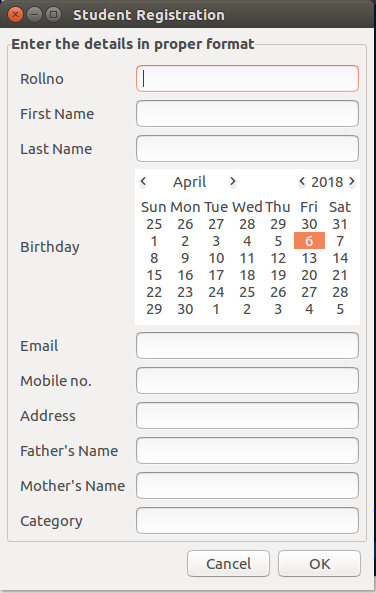 Student Registration
Enter the details in proper format
Rollno
First Name
Last Name
Birthday
< April > < 2018 >
Sun Mon Tue Wed Thu Fri Sat
25 26 27 28 29 30 31
1 2 3 4 5 6 7
8 9 10 11 12 13 14
15 16 17 18 19 20 21
22 23 24 25 26 27 28
29 30 1 2 3 4 5
Email
Mobile no.
Address
Father's Name
Mother's Name
Category
Cancel OK